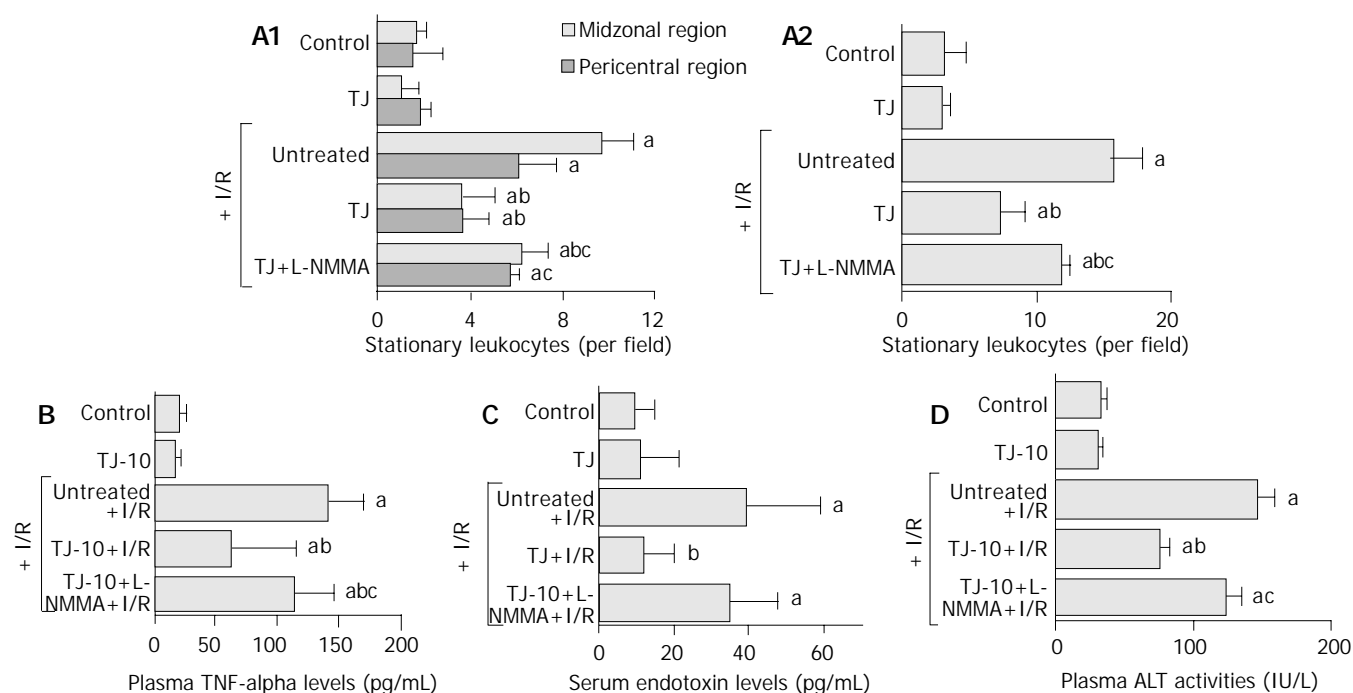 A1
Midzonal region
Pericentral region
Control
TJ
Untreated
TJ
TJ+L-NMMA
+ I/R
a
a
ab
ab
abc
ac
0 4 8 12
Stationary leukocytes (per field)
A2
Control
TJ
Untreated
TJ
TJ+L-NMMA
+ I/R
a
ab
abc
0 10 20
Stationary leukocytes (per field)
B
Control
TJ-10
Untreated
+I/R
TJ-10+I/R
TJ-10+L-
NMMA+I/R
+ I/R
a
ab
abc
0 50 100 150 200
Plasma TNF-alpha levels (pg/mL)
C
Control
TJ
Untreated
+I/R
TJ+I/R
TJ-10+L-
NMMA+I/R
+ I/R
a
b
a
0 20 40 60
Serum endotoxin levels (pg/mL)
D
Control
TJ-10
Untreated
+I/R
TJ-10+I/R
TJ-10+L-
NMMA+I/R
+ I/R
a
ab
ac
0 100 200
Plasma ALT activities (IU/L)